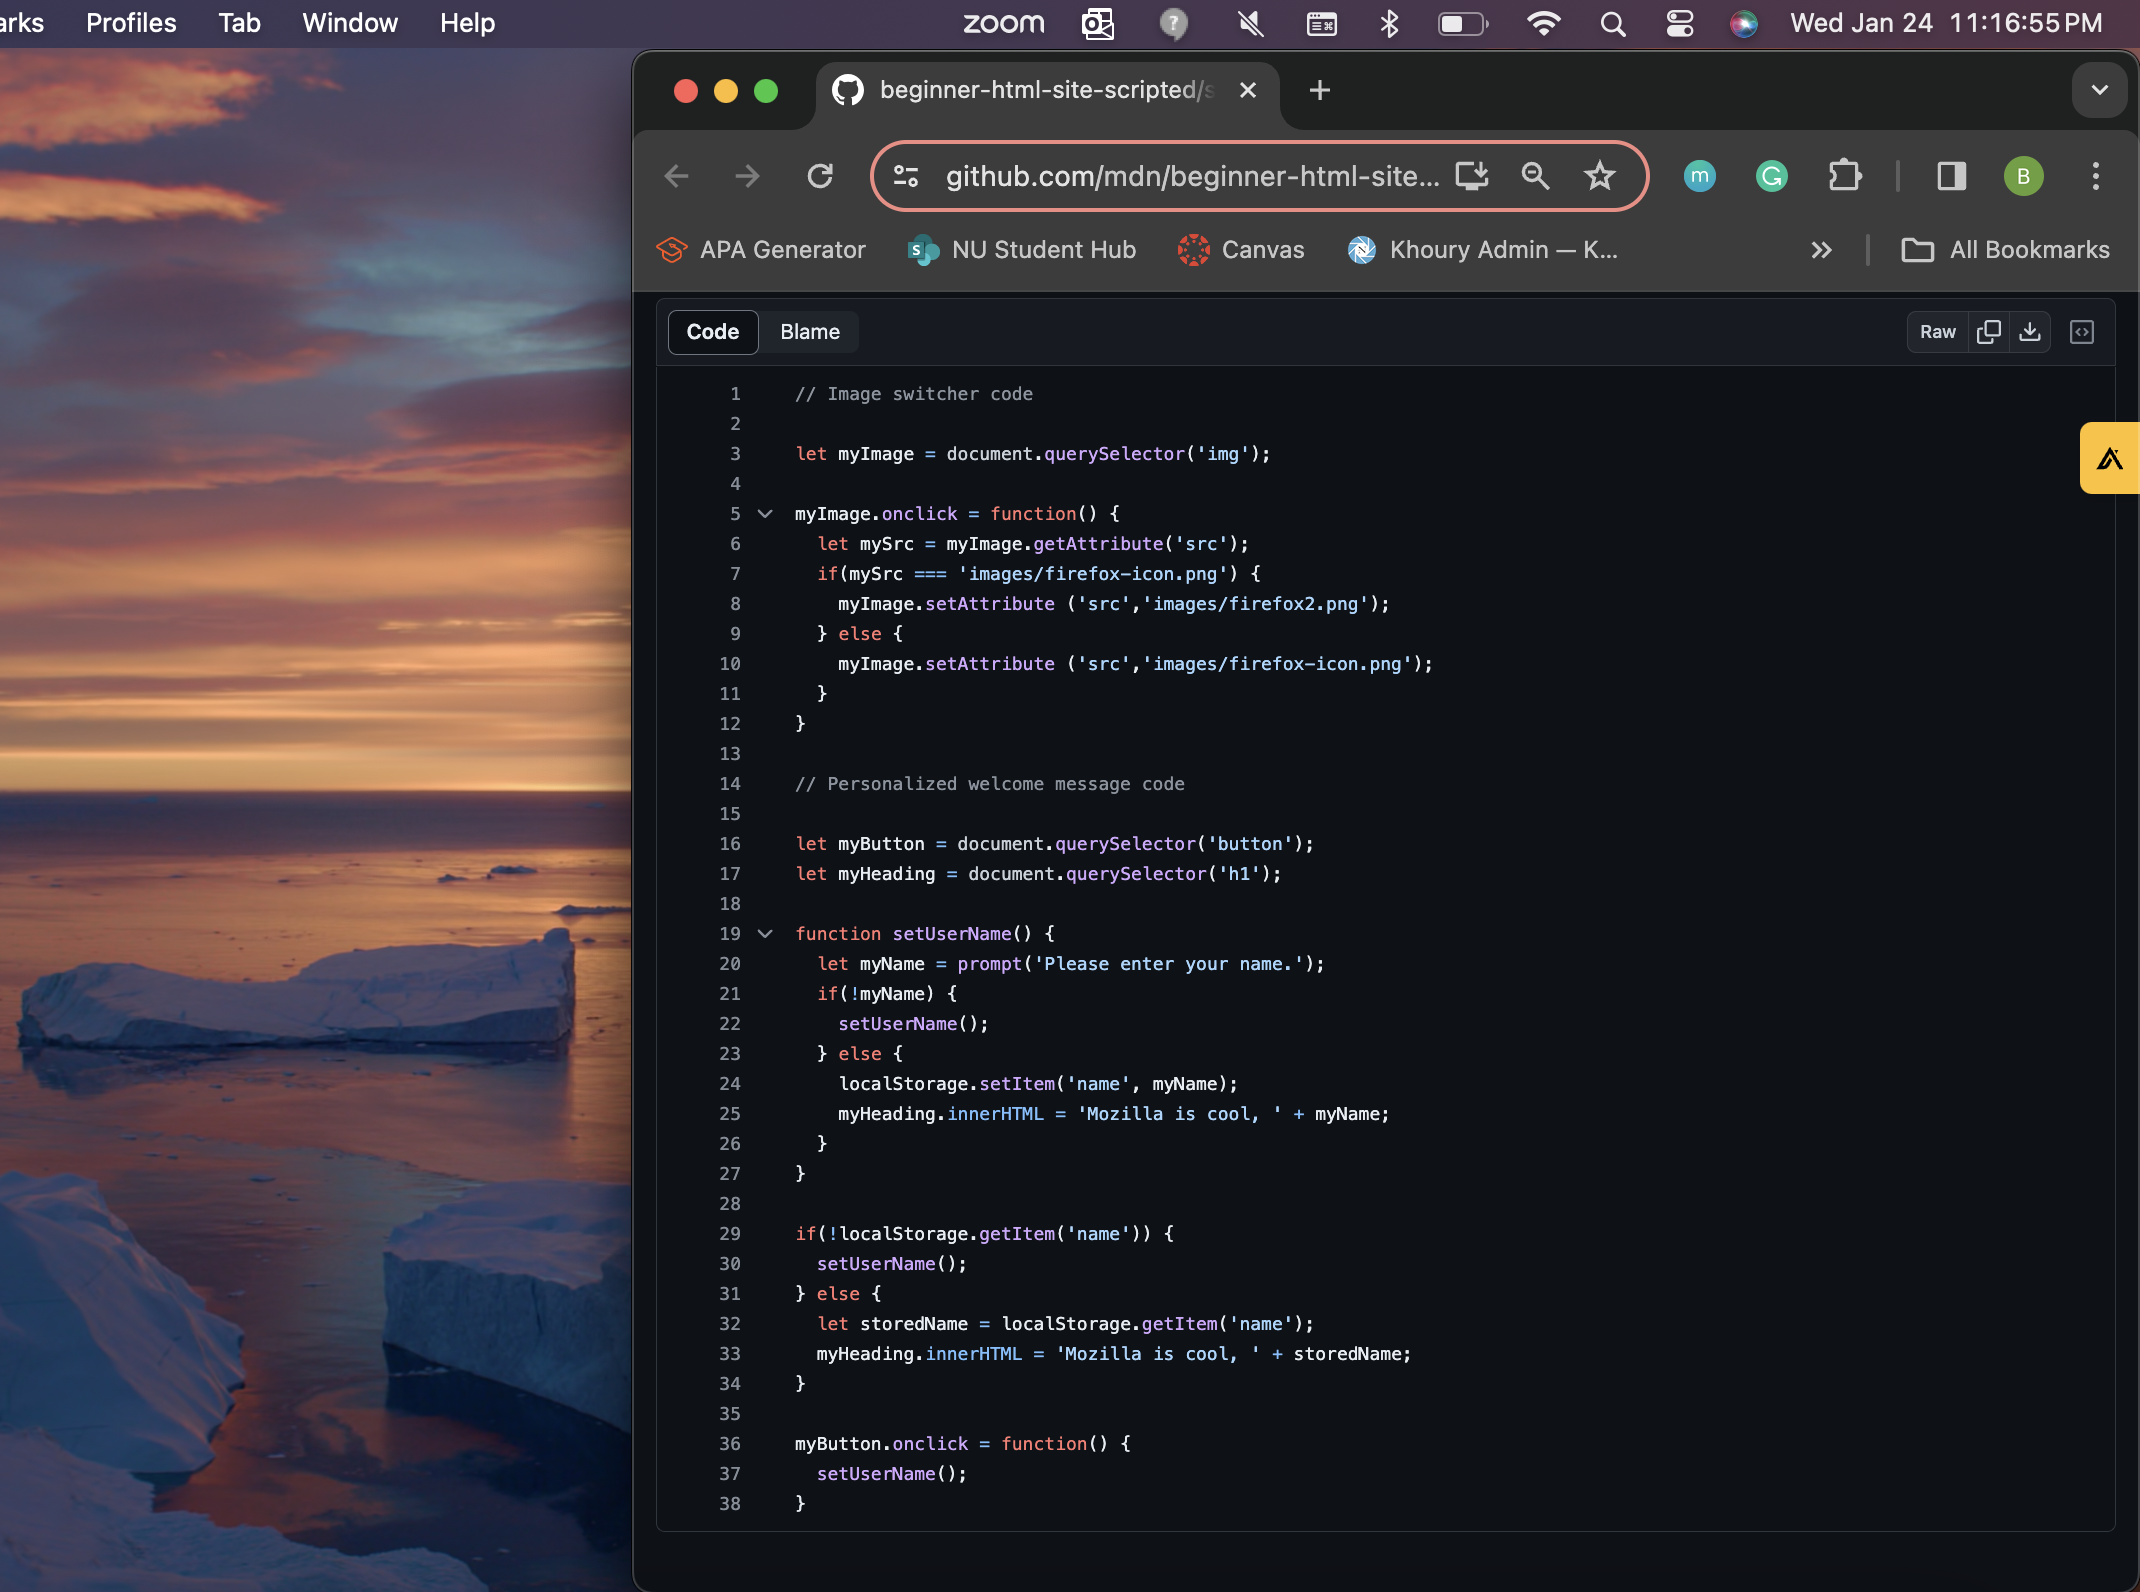 arks Profiles Tab Window Help zoom Wed Jan 24 11:16:55 PM
beginner-html-site-scripted/s
github.com/mdn/beginner-html-site... m G B
APA Generator S NU Student Hub Canvas Khoury Admin — K... » All Bookmarks
Code Blame Raw
1 // Image switcher code
2
3 let myImage = document.querySelector('img');
4
5 myImage.onclick = function() {
6 let mySrc = myImage.getAttribute('src');
7 if(mySrc === 'images/firefox-icon.png') {
8 myImage.setAttribute ('src','images/firefox2.png');
9 } else {
10 myImage.setAttribute ('src','images/firefox-icon.png');
11 }
12 }
13
14 // Personalized welcome message code
15
16 let myButton = document.querySelector('button');
17 let myHeading = document.querySelector('h1');
18
19 function setUserName() {
20 let myName = prompt('Please enter your name.');
21 if(!myName) {
22 setUserName();
23 } else {
24 localStorage.setItem('name', myName);
25 myHeading.innerHTML = 'Mozilla is cool, ' + myName;
26 }
27 }
28
29 if(!localStorage.getItem('name')) {
30 setUserName();
31 } else {
32 let storedName = localStorage.getItem('name');
33 myHeading.innerHTML = 'Mozilla is cool, ' + storedName;
34 }
35
36 myButton.onclick = function() {
37 setUserName();
38 }